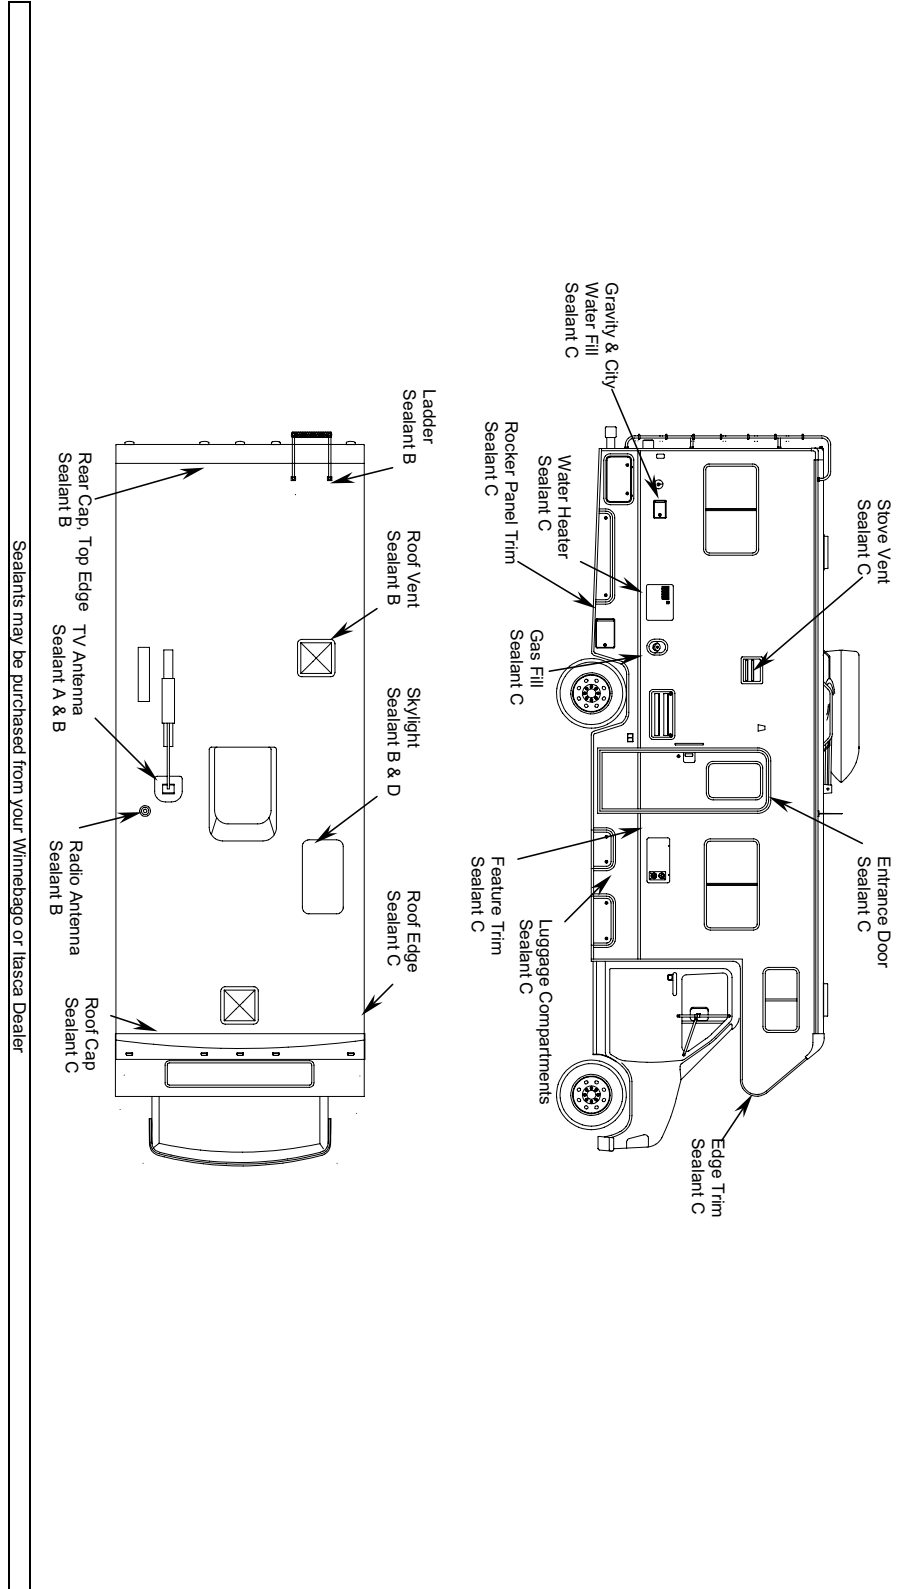 Stove Vent
Sealant C
Entrance Door
Sealant C
Edge Trim
Sealant C
Gravity & City
Water Fill
Sealant C
Water Heater
Sealant C
Rocker Panel Trim
Sealant C
Gas Fill
Sealant C
Luggage Compartments
Sealant C
Feature Trim
Sealant C
Ladder
Sealant B
Roof Vent
Sealant B
Skylight
Sealant B & D
Roof Edge
Sealant C
Rear Cap, Top Edge
Sealant B
TV Antenna
Sealant A & B
Radio Antenna
Sealant B
Roof Cap
Sealant C
Sealants may be purchased from your Winnebago or Itasca Dealer